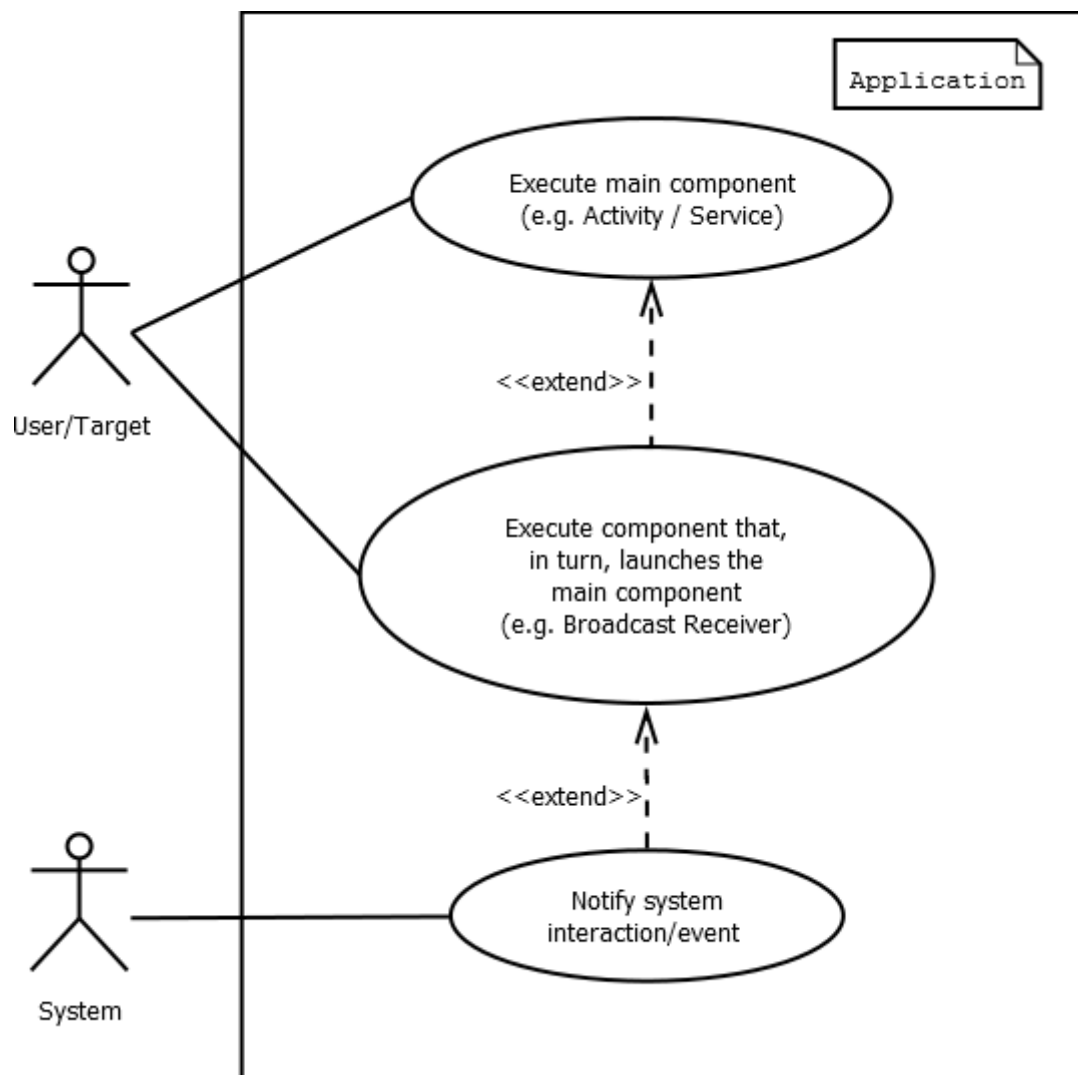 Application
Execute main component
(e.g. Activity / Service)
<<extend>>
User/Target
Execute component that,
in turn, launches the
main component
(e.g. Broadcast Receiver)
<<extend>>
Notify system
interaction/event
System